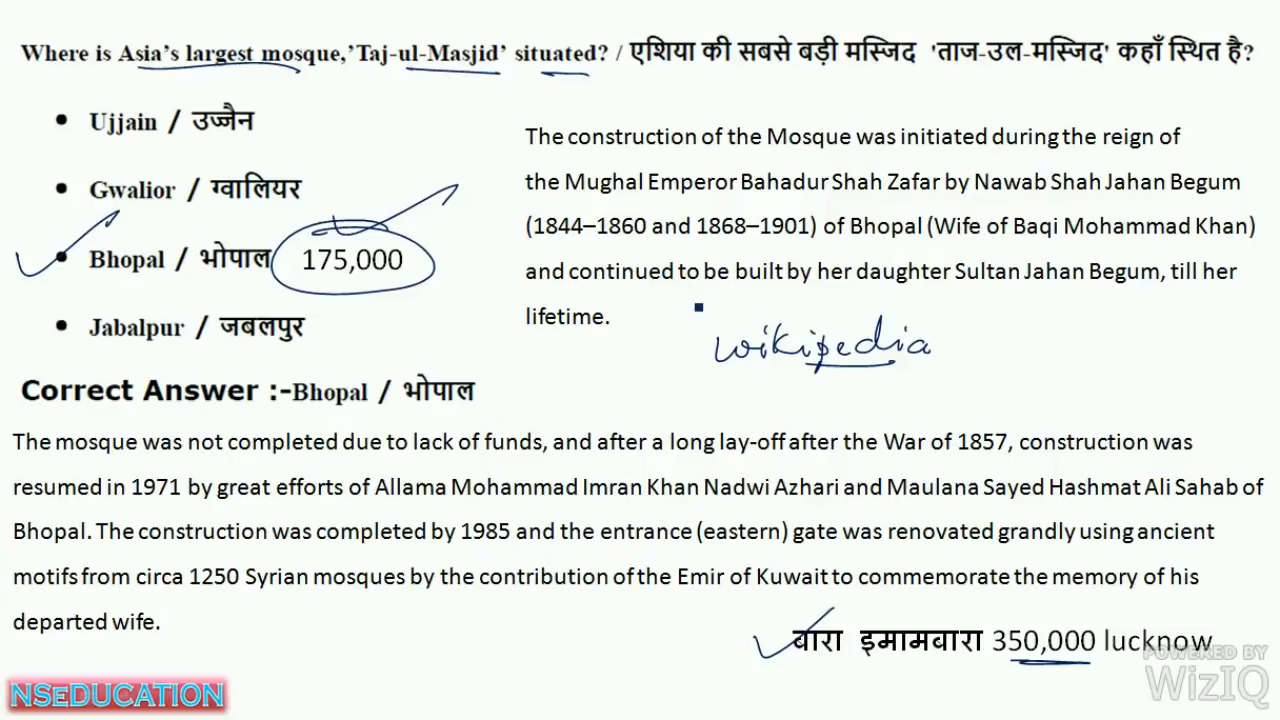 Where is Asia's largest mosque,'Taj-ul-Masjid' situated? / एशिया की सबसे बड़ी मस्जिद 'ताज-उल-मस्जिद' कहाँ स्थित है?
• Ujjain / उज्जैन
• Gwalior / ग्वालियर
• Bhopal / भोपाल 175,000
• Jabalpur / जबलपुर
The construction of the Mosque was initiated during the reign of
the Mughal Emperor Bahadur Shah Zafar by Nawab Shah Jahan Begum
(1844–1860 and 1868–1901) of Bhopal (Wife of Baqi Mohammad Khan)
and continued to be built by her daughter Sultan Jahan Begum, till her
lifetime.
wikipedia
Correct Answer :-Bhopal / भोपाल
The mosque was not completed due to lack of funds, and after a long lay-off after the War of 1857, construction was
resumed in 1971 by great efforts of Allama Mohammad Imran Khan Nadwi Azhari and Maulana Sayed Hashmat Ali Sahab of
Bhopal. The construction was completed by 1985 and the entrance (eastern) gate was renovated grandly using ancient
motifs from circa 1250 Syrian mosques by the contribution of the Emir of Kuwait to commemorate the memory of his
departed wife.
बारा इमामबारा 350,000 lucknow
NSEDUCATION
POWERED BY
WizIQ